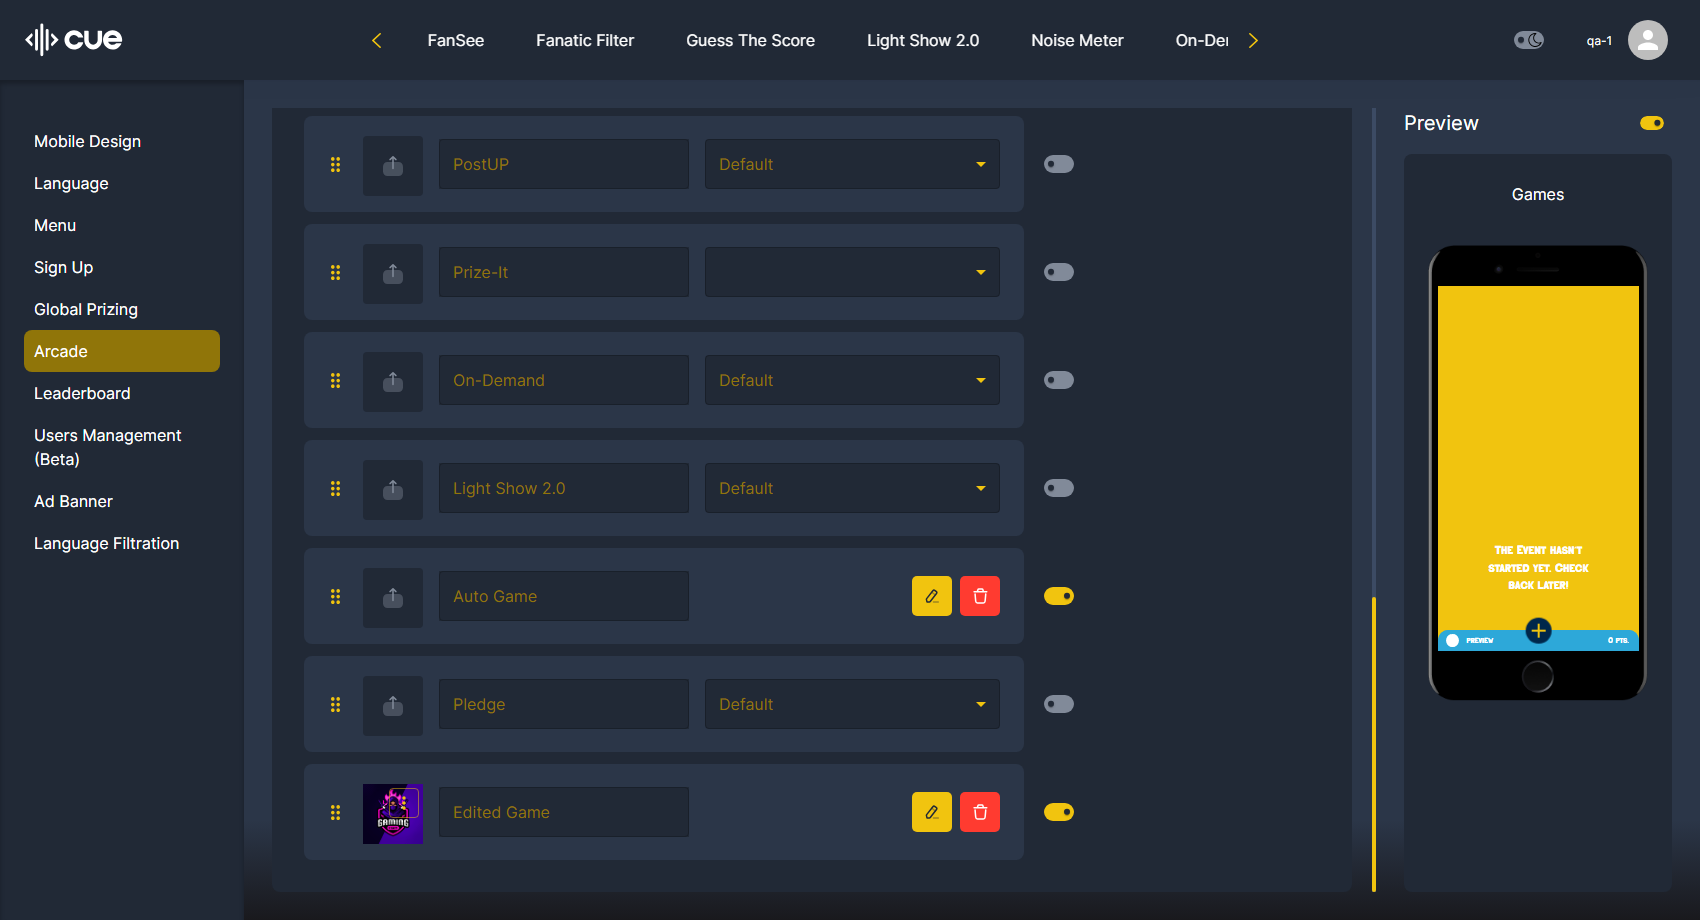 cue
FanSee
Fanatic Filter
Guess The Score
Light Show 2.0
Noise Meter
On-De
qa-1
Mobile Design
Language
Menu
Sign Up
Global Prizing
Arcade
Leaderboard
Users Management
(Beta)
Ad Banner
Language Filtration
PostUP
Default
Prize-It
On-Demand
Default
Light Show 2.0
Default
Auto Game
Pledge
Default
GAMING
Edited Game
Preview
Games
The Event hasn't
started yet. Check
back later!
PREVIEW
0 PTS.